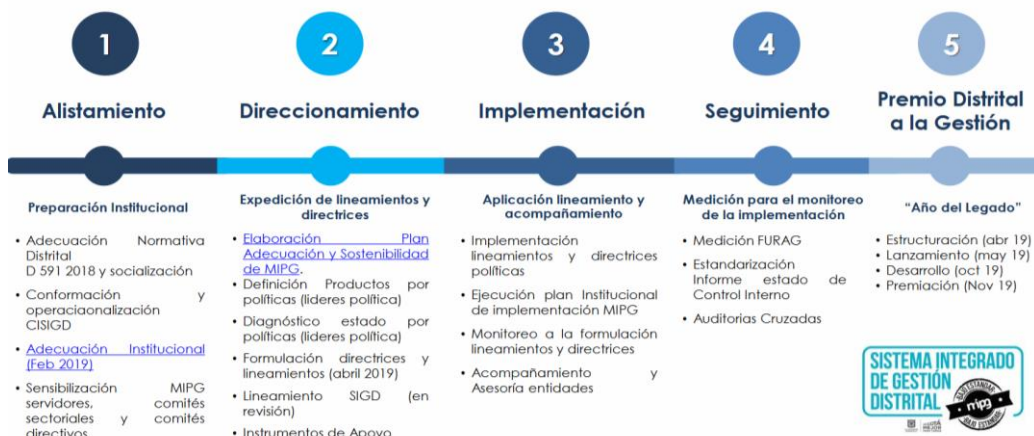 1
2
3
4
5
Alistamiento
Direccionamiento
Implementación
Seguimiento
Premio Distrital
a la Gestión
Preparación Institucional
• Adecuación Normativa
Distrital
D 591 2018 y socialización
• Conformación y
operaciaonalización
CISIGD
• Adecuación Institucional
(Feb 2019)
• Sensibilización MIPG
servidores, comités
sectoriales y comités
directivos
Expedición de lineamientos y
directrices
• Elaboración Plan
Adecuación y Sostenibilidad
de MIPG.
• Definición Productos por
políticas (lideres política)
• Diagnóstico estado por
políticas (lideres política)
• Formulación directrices y
lineamientos (abril 2019)
• Lineamiento SIGD (en
revisión)
• Instrumentos de Apoyo
Aplicación lineamiento y
acompañamiento
• Implementación
lineamientos y directrices
políticas
• Ejecución plan Institucional
de implementación MIPG
• Monitoreo a la formulación
lineamientos y directrices
• Acompañamiento y
Asesoría entidades
Medición para el monitoreo
de la implementación
• Medición FURAG
• Estandarización
Informe estado de
Control Interno
• Auditorias Cruzadas
“Año del Legado”
• Estructuración (abr 19)
• Lanzamiento (may 19)
• Desarrollo (oct 19)
• Premiación (Nov 19)
SISTEMA INTEGRADO
DE GESTIÓN
DISTRITAL
BAJO ESTÁNDAR
mipg
BAJO ESTÁNDAR